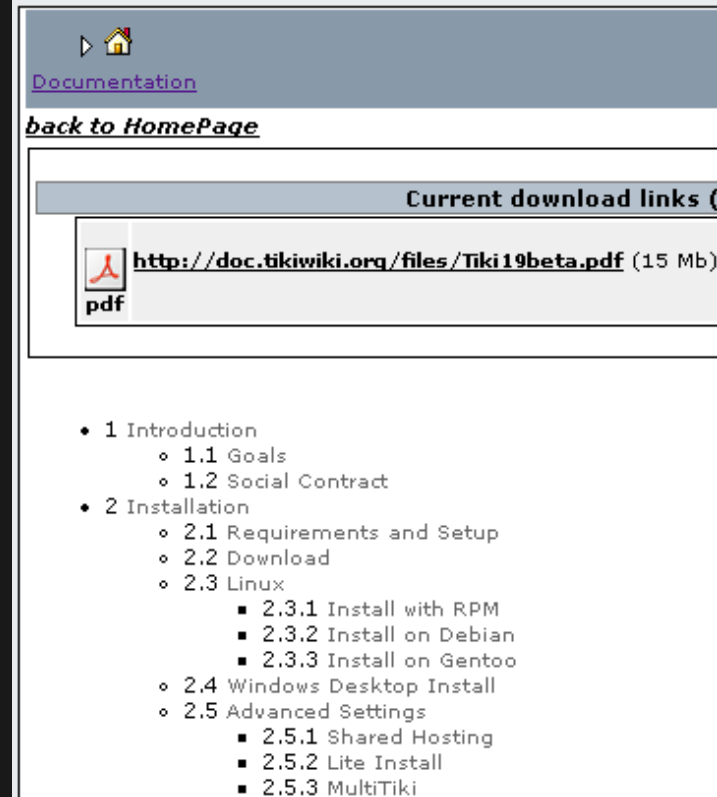 Documentation
back to HomePage
Current download links (
http://doc.tikiwiki.org/files/Tiki19beta.pdf (15 Mb)
pdf
1 Introduction
1.1 Goals
1.2 Social Contract
2 Installation
2.1 Requirements and Setup
2.2 Download
2.3 Linux
2.3.1 Install with RPM
2.3.2 Install on Debian
2.3.3 Install on Gentoo
2.4 Windows Desktop Install
2.5 Advanced Settings
2.5.1 Shared Hosting
2.5.2 Lite Install
2.5.3 MultiTiki